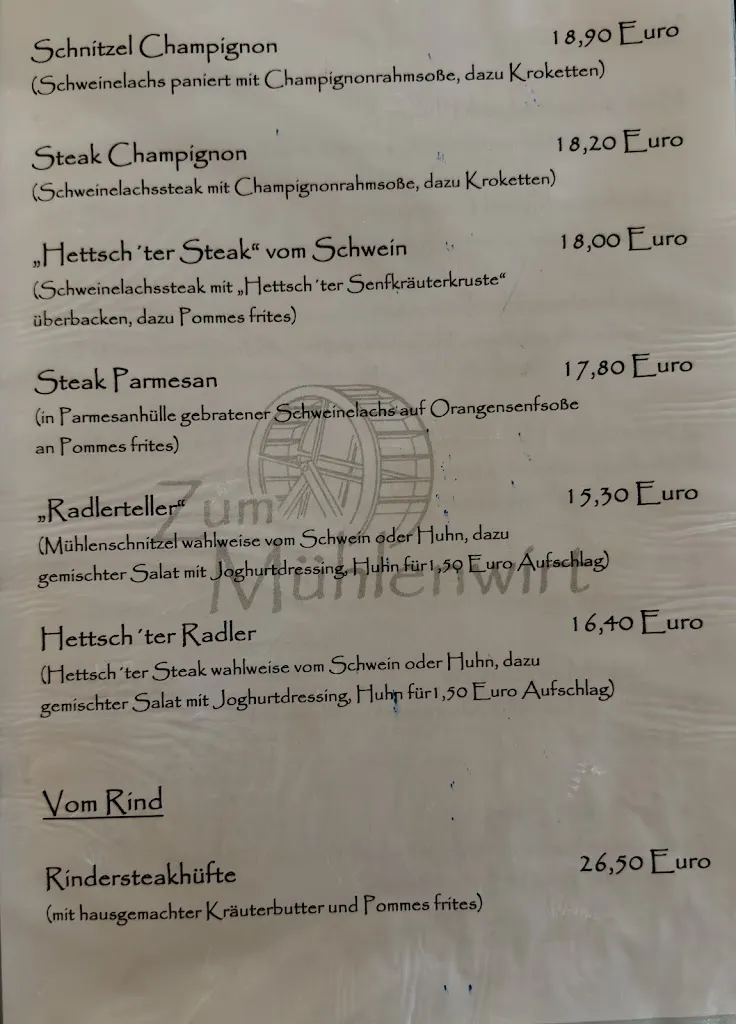 Schnitzel Champignon 18,90 Euro
(Schweinelachs paniert mit Champignonrahmsoße, dazu Kroketten)
Steak Champignon 18,20 Euro
(Schweinelachssteak mit Champignonrahmsoße, dazu Kroketten)
„Hettsch´ter Steak“ vom Schwein 18,00 Euro
(Schweinelachssteak mit „Hettsch´ter Senfkräuterkruste“
überbacken, dazu Pommes frites)
Steak Parmesan 17,80 Euro
(in Parmesanhülle gebratener Schweinelachs auf Orangensenfsoße
an Pommes frites)
„Radlerteller“ 15,30 Euro
(Mühlenschnitzel wahlweise vom Schwein oder Huhn, dazu
gemischter Salat mit Joghurtdressing, Huhn für1,50 Euro Aufschlag)
Zum
Mühlenwirt
Hettsch´ter Radler 16,40 Euro
(Hettsch´ter Steak wahlweise vom Schwein oder Huhn, dazu
gemischter Salat mit Joghurtdressing, Huhn für1,50 Euro Aufschlag)
Vom Rind
Rindersteakhüfte 26,50 Euro
(mit hausgemachter Kräuterbutter und Pommes frites)